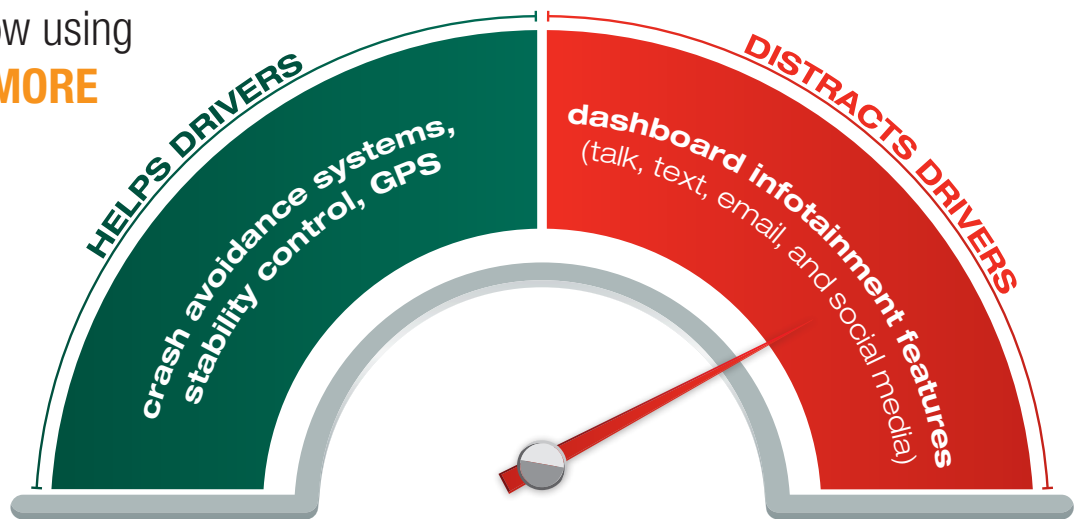 using
MORE
HELPS DRIVERS
crash avoidance systems,
stability control, GPS
DISTRACTS DRIVERS
dashboard infotainment features
(talk, text, email, and social media)